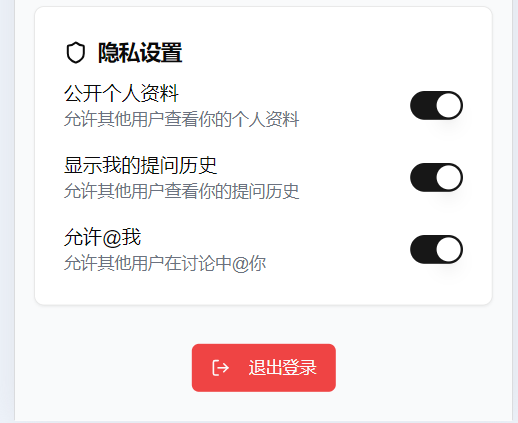 隐私设置
公开个人资料
允许其他用户查看你的个人资料
显示我的提问历史
允许其他用户查看你的提问历史
允许@我
允许其他用户在讨论中@你
退出登录